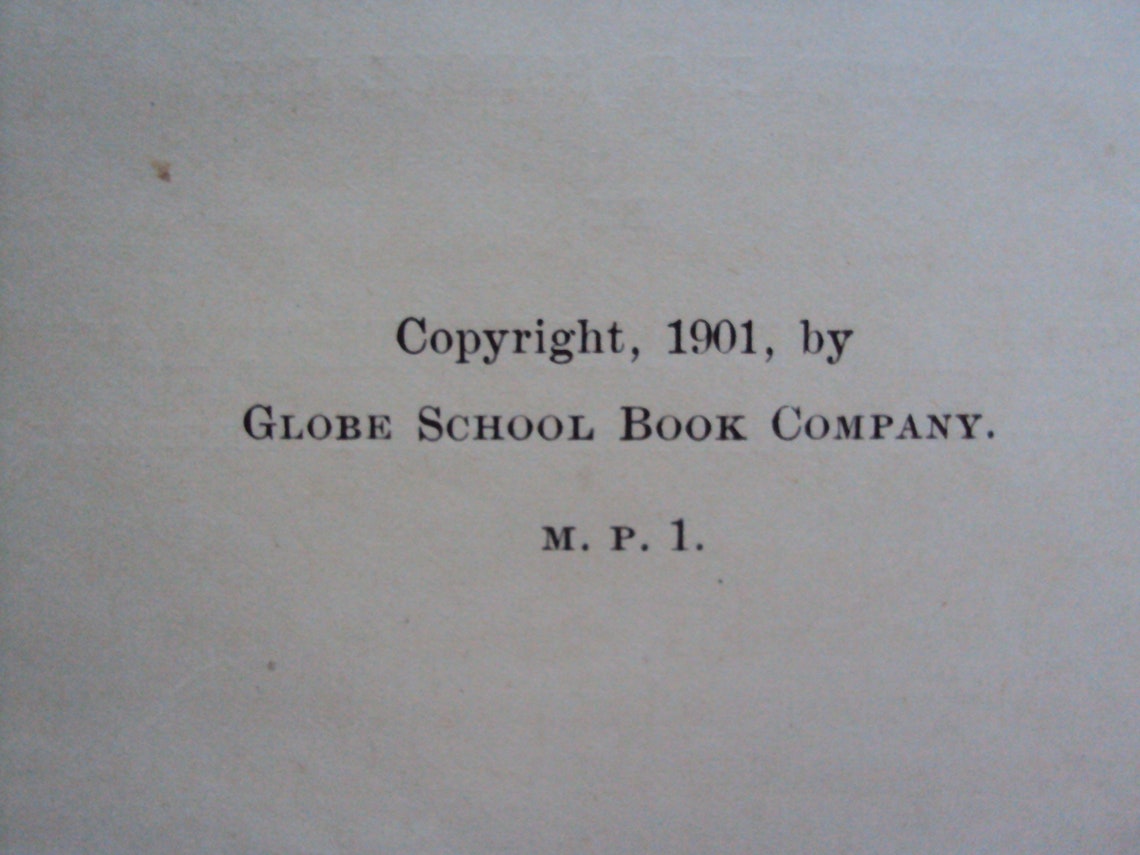 Copyright, 1901, by
GLOBE SCHOOL BOOK COMPANY.
M. P. 1.